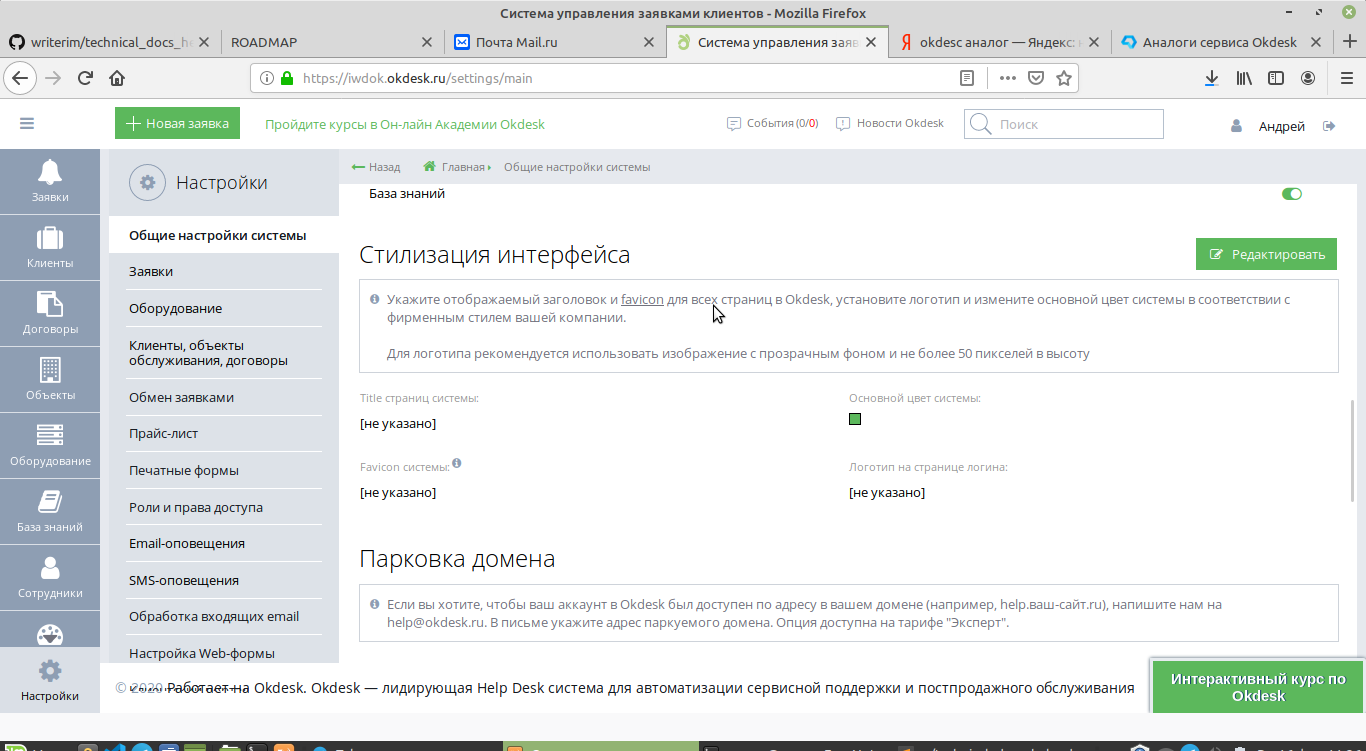 Система управления заявками клиентов - Mozilla Firefox
writerim/technical_docs_he
ROADMAP
Почта Mail.ru
Система управления заяв
okdesc аналог — Яндекс:
Аналоги сервиса Okdesk
https://iwdok.okdesk.ru/settings/main
Новая заявка
Пройдите курсы в Он-лайн Академии Okdesk
События (0/0)
Новости Okdesk
Поиск
Андрей
Заявки
Клиенты
Договоры
Объекты
Оборудование
База знаний
Сотрудники
Настройки
Настройки
Общие настройки системы
Заявки
Оборудование
Клиенты, объекты
обслуживания, договоры
Обмен заявками
Прайс-лист
Печатные формы
Роли и права доступа
Email-оповещения
SMS-оповещения
Обработка входящих email
Настройка Web-формы
Назад
Главная
Общие настройки системы
База знаний
Стилизация интерфейса
Редактировать
Укажите отображаемый заголовок и favicon для всех страниц в Okdesk, установите логотип и измените основной цвет системы в соответствии с
фирменным стилем вашей компании.
Для логотипа рекомендуется использовать изображение с прозрачным фоном и не более 50 пикселей в высоту
Title страниц системы:
[не указано]
Основной цвет системы:
Favicon системы:
[не указано]
Логотип на странице логина:
[не указано]
Парковка домена
Если вы хотите, чтобы ваш аккаунт в Okdesk был доступен по адресу в вашем домене (например, help.ваш-сайт.ru), напишите нам на
help@okdesk.ru. В письме укажите адрес паркуемого домена. Опция доступна на тарифе "Эксперт".
© 2020 Работает на Okdesk. Okdesk — лидирующая Help Desk система для автоматизации сервисной поддержки и постпродажного обслуживания
Интерактивный курс по
Okdesk